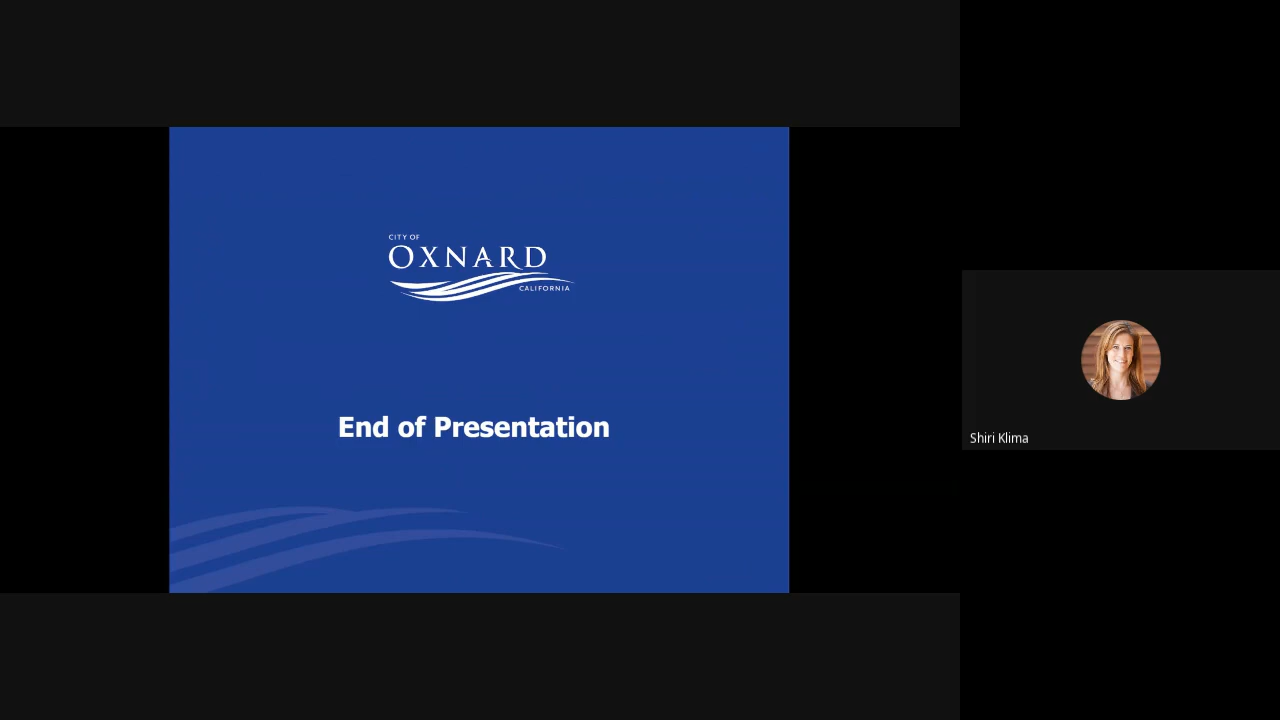 CITY OF
OXNARD
CALIFORNIA
End of Presentation
Shiri Klima